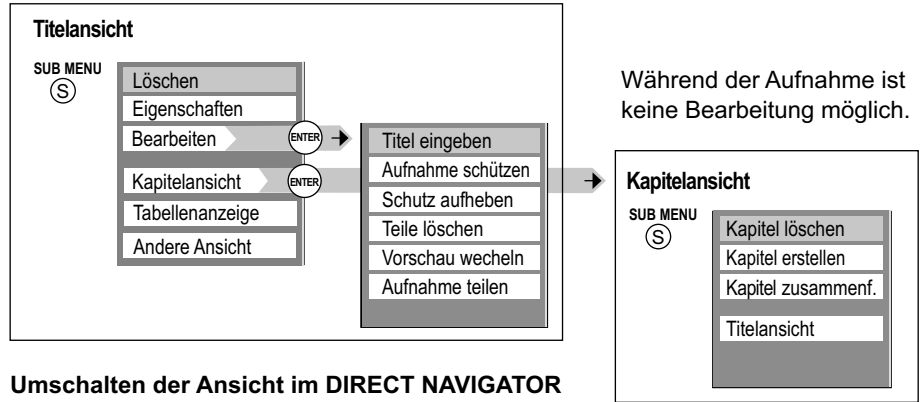 Titelansicht
SUB MENU
S
Löschen
Eigenschaften
Bearbeiten ENTER
Kapitelansicht ENTER
Tabellenanzeige
Andere Ansicht
Titel eingeben
Aufnahme schützen
Schutz aufheben
Teile löschen
Vorschau wecheln
Aufnahme teilen
Während der Aufnahme ist
keine Bearbeitung möglich.
Kapitelansicht
SUB MENU
S
Kapitel löschen
Kapitel erstellen
Kapitel zusammenf.
Titelansicht
Umschalten der Ansicht im DIRECT NAVIGATOR